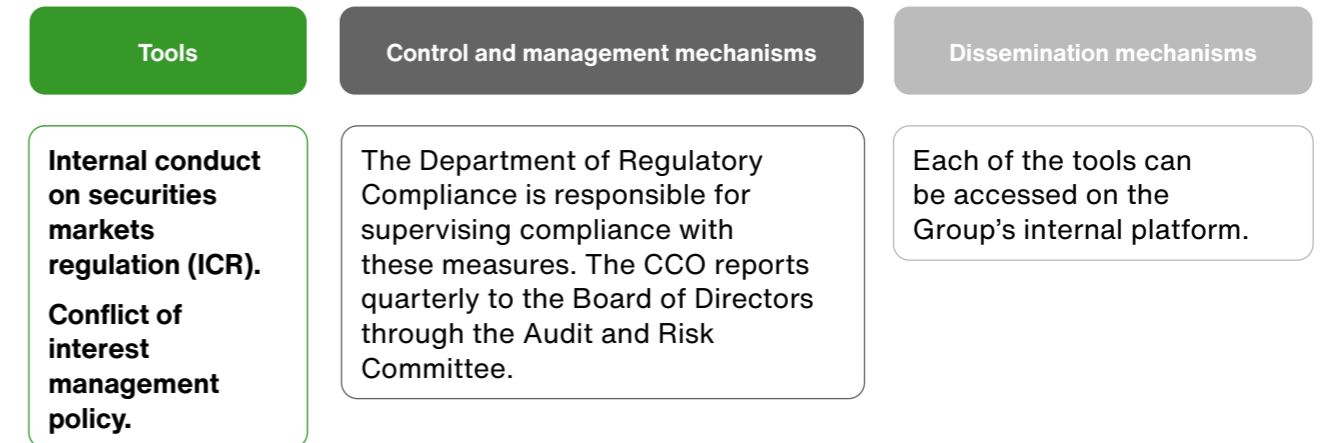 Tools
Control and management mechanisms
Dissemination mechanisms
Internal conduct
on securities
markets
regulation (ICR).
Conflict of
interest
management
policy.
The Department of Regulatory
Compliance is responsible for
supervising compliance with
these measures. The CCO reports
quarterly to the Board of Directors
through the Audit and Risk
Committee.
Each of the tools can
be accessed on the
Group’s internal platform.